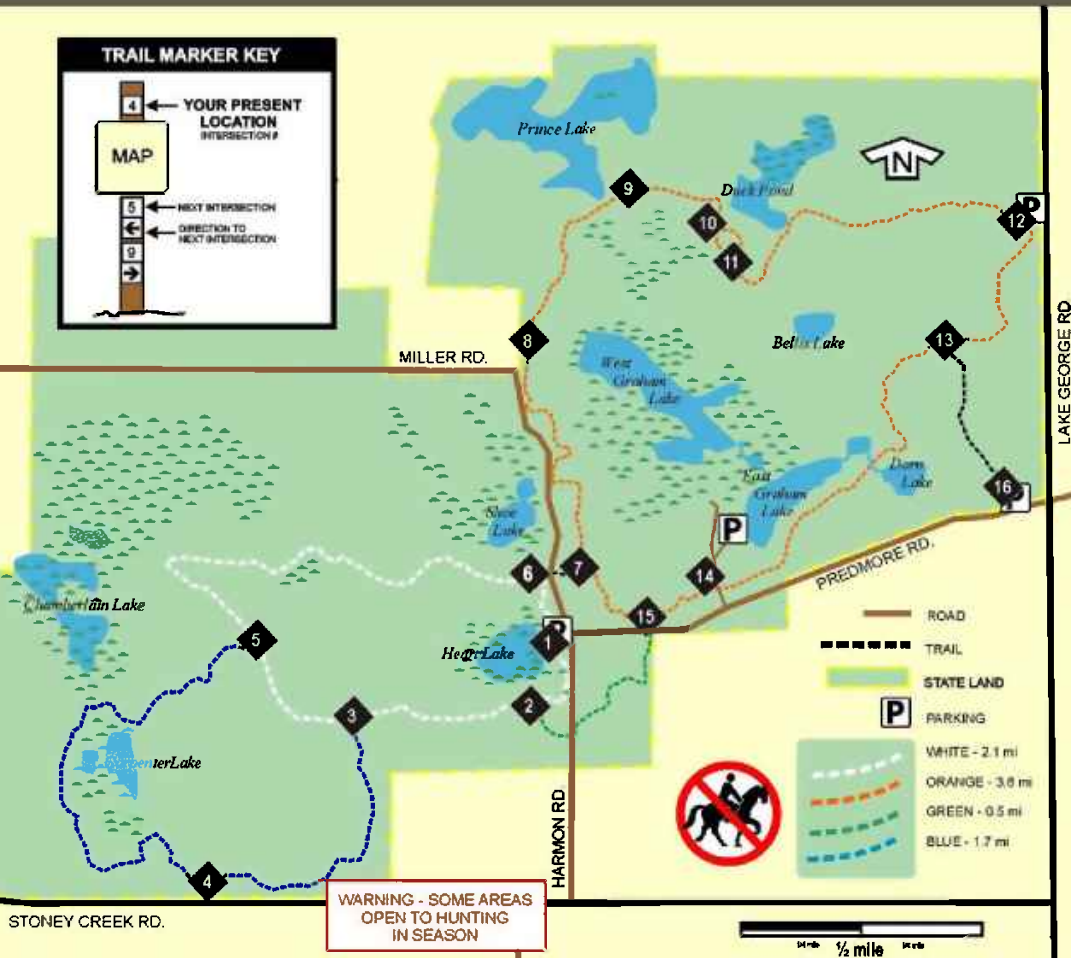 TRAIL MARKER KEY
4
YOUR PRESENT
LOCATION
INTERSECTION #
MAP
5
NEXT INTERSECTION
DIRECTION TO
NEXT INTERSECTION
9
Prince Lake
N
Duck Pond
9
10
11
P
12
8
MILLER RD.
West
Graham
Lake
13
LAKE GEORGE RD
East
Graham
Lake
Lake
16
P
P
PREDMORE RD.
Lake
6
7
14
15
Chamberlain Lake
5
P
1
Lake
2
3
Lake
4
HARMON RD
STONEY CREEK RD.
WARNING - SOME AREAS
OPEN TO HUNTING
IN SEASON
ROAD
TRAIL
STATE LAND
P
PARKING
WHITE - 2.1 mi
ORANGE - 3.8 mi
GREEN - 0.5 mi
BLUE - 1.7 mi
1/2 mile